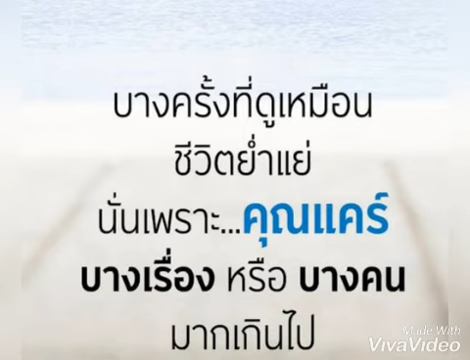 บางครั้งที่ดูเหมือน
ชีวิตย่ำแย่
นั่นเพราะ...คุณแคร์
บางเรื่อง หรือ บางคน
มากเกินไป
Made With
VivaVideo